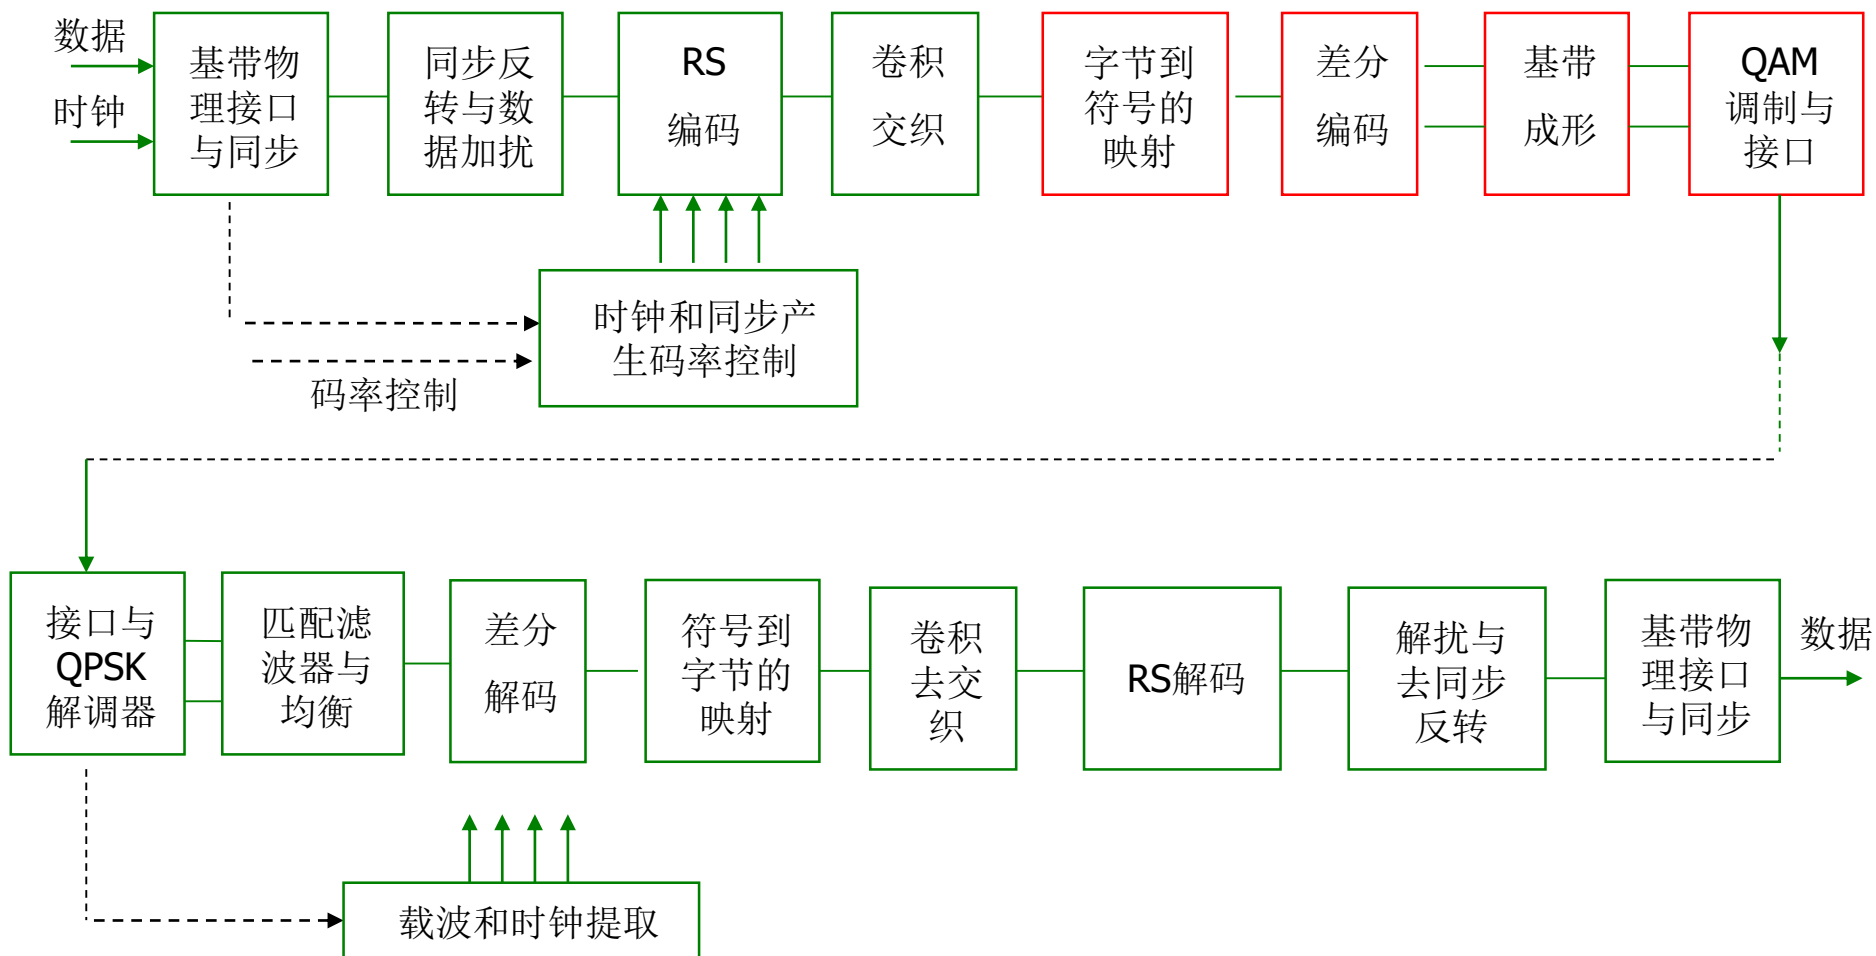 数据
时钟
基带物
理接口
与同步
同步反
转与数
据加扰
RS
编码
卷积
交织
字节到
符号的
映射
差分
编码
基带
成形
QAM
调制与
接口
时钟和同步产
生码率控制
码率控制
接口与
QPSK
解调器
匹配滤
波器与
均衡
差分
解码
符号到
字节的
映射
卷积
去交
织
RS解码
解扰与
去同步
反转
基带物
理接口
与同步
数据
载波和时钟提取